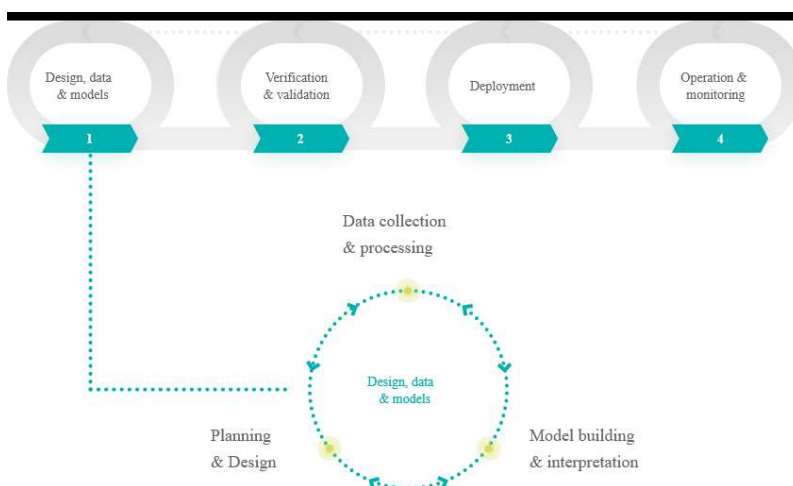 Design, data
& models
Verification
& validation
Deployment
Operation &
monitoring
1
2
3
4
Data collection
& processing
Design, data
& models
Planning
& Design
Model building
& interpretation